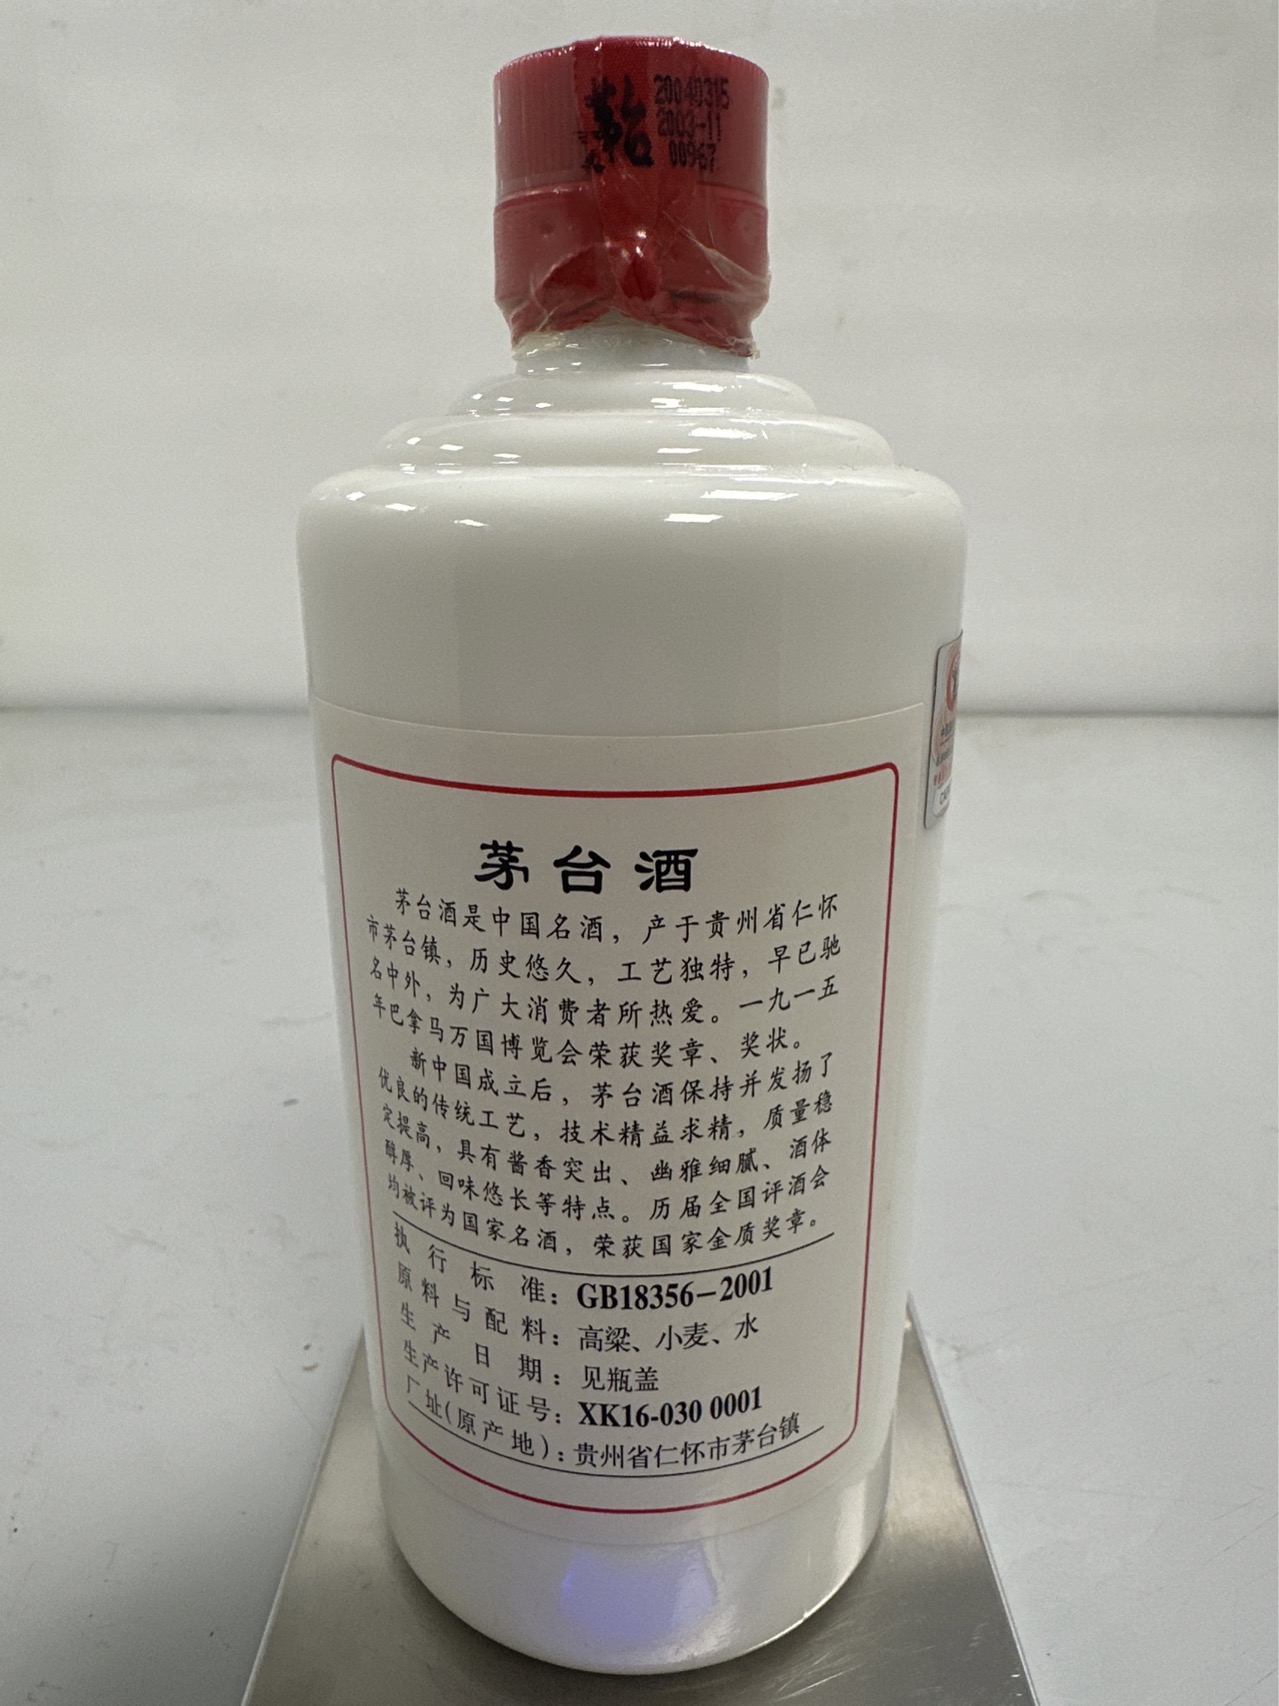 茅台
20040315
2003-11
00967
茅台酒
茅台酒是中国名酒，产于贵州省仁怀
市茅台镇，历史悠久，工艺独特，早已驰
名中外，为广大消费者所热爱。一九一五
年巴拿马万国博览会荣获奖章、奖状。
新中国成立后，茅台酒保持并发扬了
优良的传统工艺，技术精益求精，质量稳
定提高，具有酱香突出、幽雅细腻、酒体
醇厚、回味悠长等特点。历届全国评酒会
均被评为国家名酒，荣获国家金质奖章。
执行标准：GB18356-2001
原料与配料：高粱、小麦、水
生产日期：见瓶盖
生产许可证号：XK16-030 0001
厂址(原产地)：贵州省仁怀市茅台镇